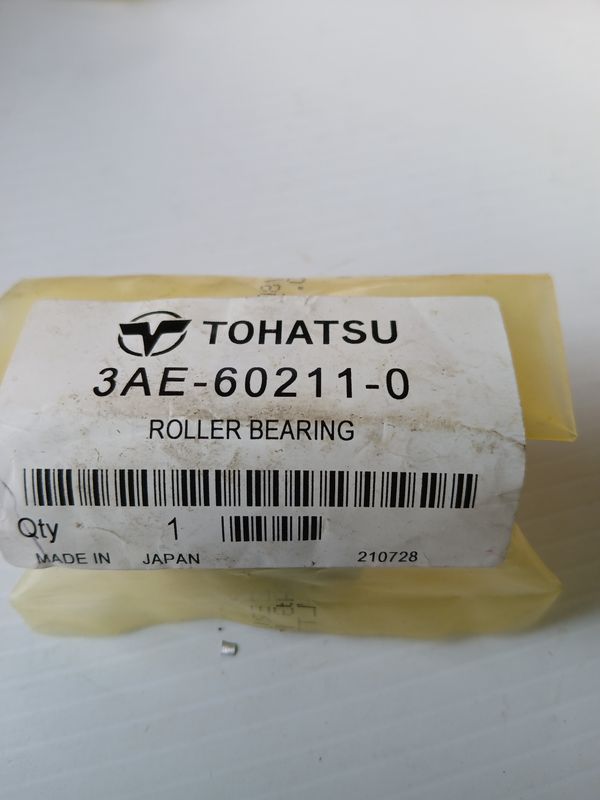 TOHATSU
3AE-60211-0
ROLLER BEARING
Qty 1
MADE IN JAPAN 210728